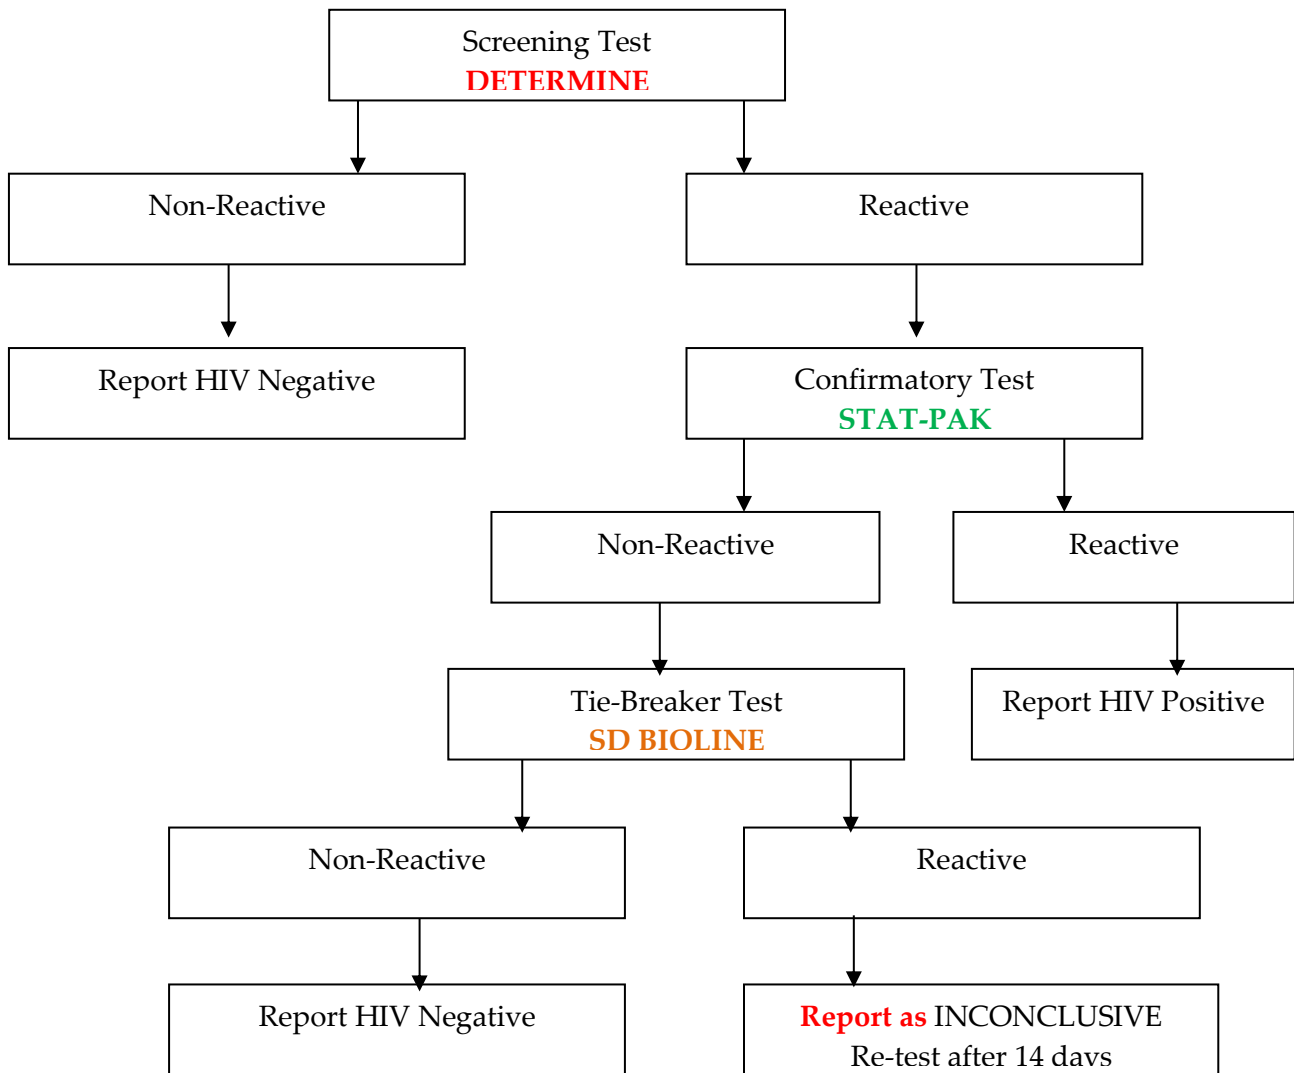 Screening Test
DETERMINE
Non-Reactive
Reactive
Report HIV Negative
Confirmatory Test
STAT-PAK
Non-Reactive
Reactive
Tie-Breaker Test
SD BIOLINE
Report HIV Positive
Non-Reactive
Reactive
Report HIV Negative
Report as INCONCLUSIVE
Re-test after 14 days